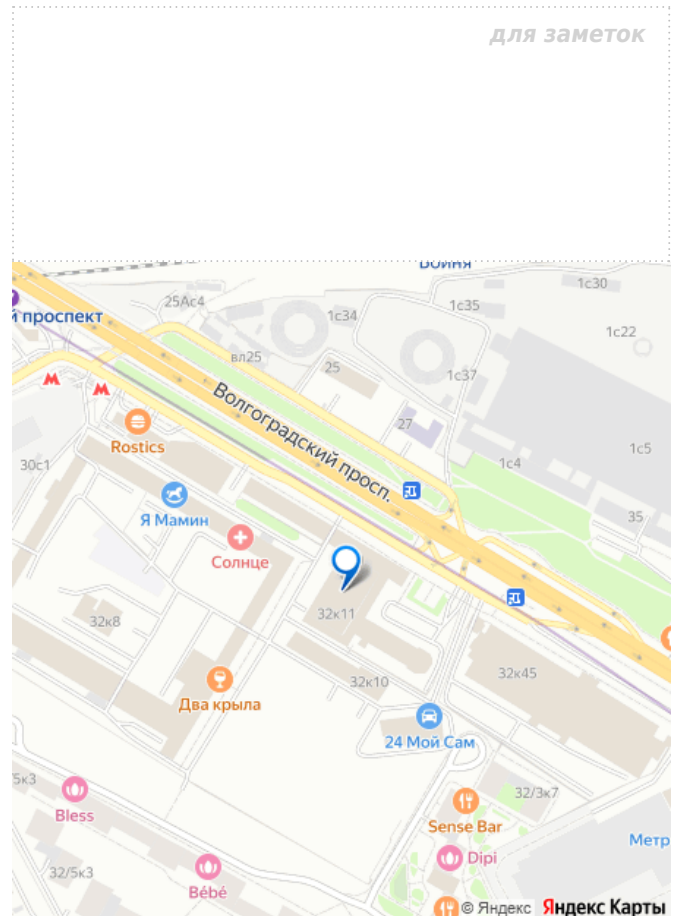 для заметок
Бойня
1с30
25Ас4
1с34
1с35
й проспект
1с22
вл25
25
1с37
Волгоградский просп.
27
Rostics
1с5
30с1
1с4
Я Мамин
35
Солнце
32к11
32к8
32к10
32к45
Два крыла
24 Мой Сам
5к3
32/3к7
Bless
Sense Bar
Метр
Dipi
32/5к3
Bébé
© Яндекс Яндекс Карты